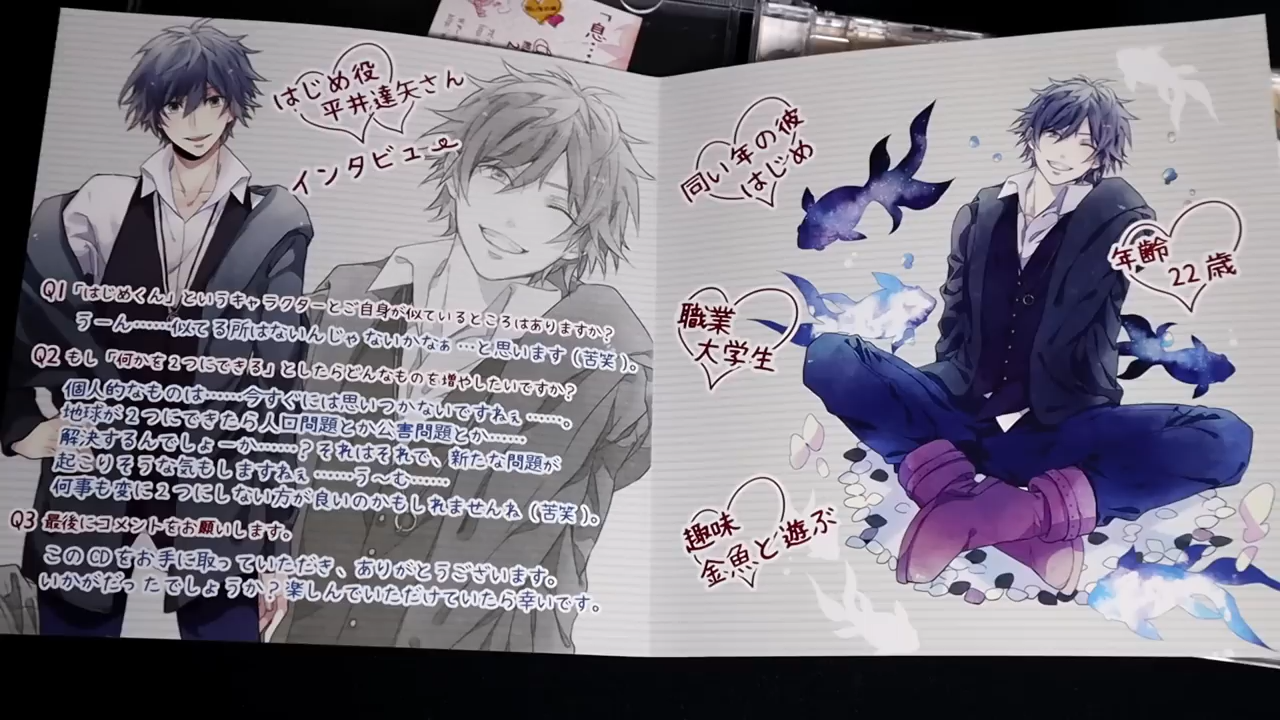 「息…
はじめ役
平井達矢さん
インタビュー
Q1「はじめくん」というキャラクターとご自身が似ているところはありますか?
うーん……似てる所はないんじゃないかなぁ…と思います(苦笑)。
Q2 もし「何かを2つにできる」としたらどんなものを増やしたいですか?
個人的なものは……今すぐには思いつかないですねぇ……。
地球が2つにできたら人口問題とか公害問題とか……
解決するんでしょーか……?それはそれで、新たな問題が
起こりそうな気もしますねぇ……う~む……
何事も変に2つにしない方が良いのかもしれませんね(苦笑)。
Q3 最後にコメントをお願いします。
このCDをお手に取っていただき、ありがとうございます。
いかがだったでしょうか?楽しんでいただけていたら幸いです。
同い年の彼
はじめ
年齢
22歳
職業
大学生
趣味
金魚と遊ぶ